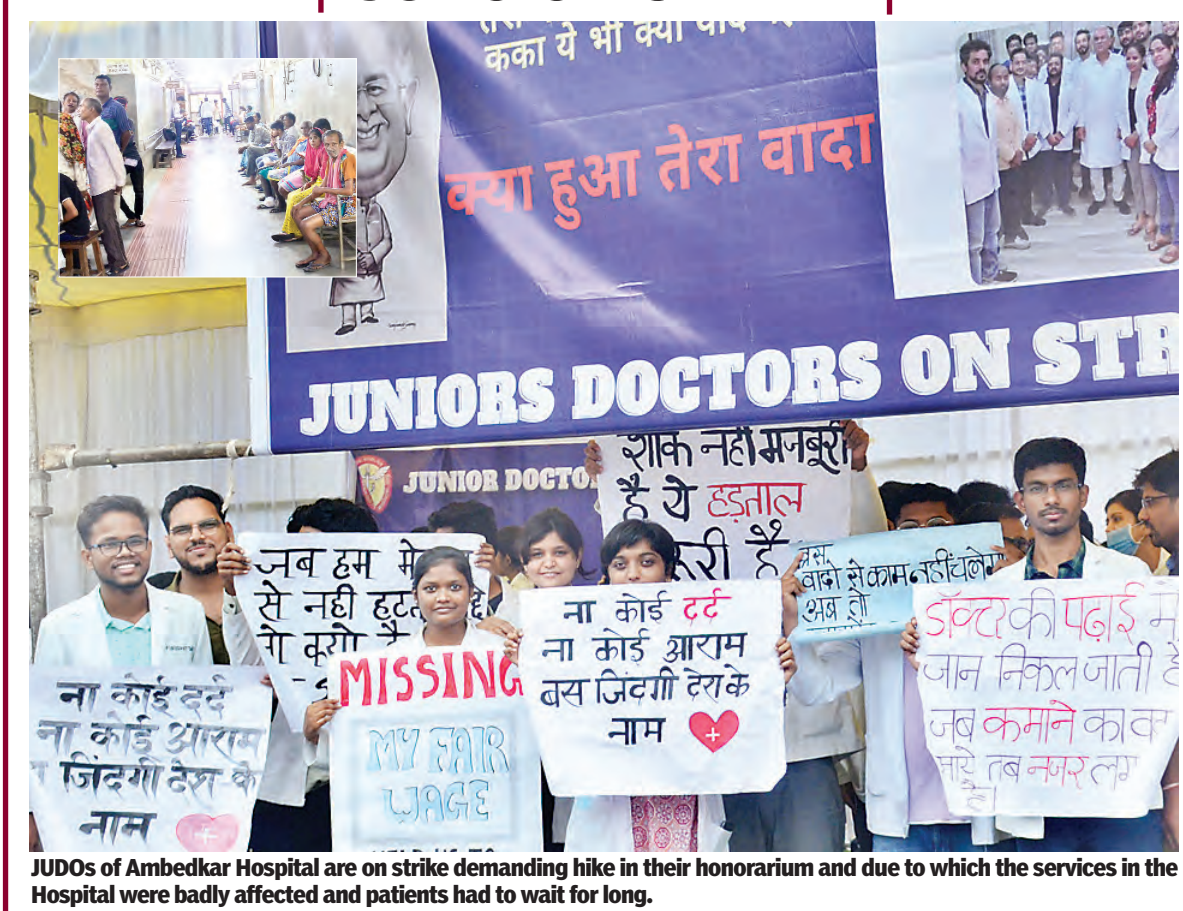 कका ये भी क्या
क्या हुआ तेरा वादा
JUNIORS DOCTORS ON STR
JUNIOR DOCTO
शौक नहीं मजबूरी
है ये हड़ताल
है
जब हम
से नही
MISSING
MY FAIR
WAGE
ना कोई दर्द
ना कोई आराम
बस जिंदगी देश के
नाम
बस
वादो से काम नहीं चलेगा
अब तो
डॉक्टर की पढ़ाई
जान निकल जाती है
जब कमाने का
आये तब नजर लग
है।
ना कोई दर्द
ना कोई आराम
जिंदगी देश के
नाम
JUDOs of Ambedkar Hospital are on strike demanding hike in their honorarium and due to which the services in the
Hospital were badly affected and patients had to wait for long.